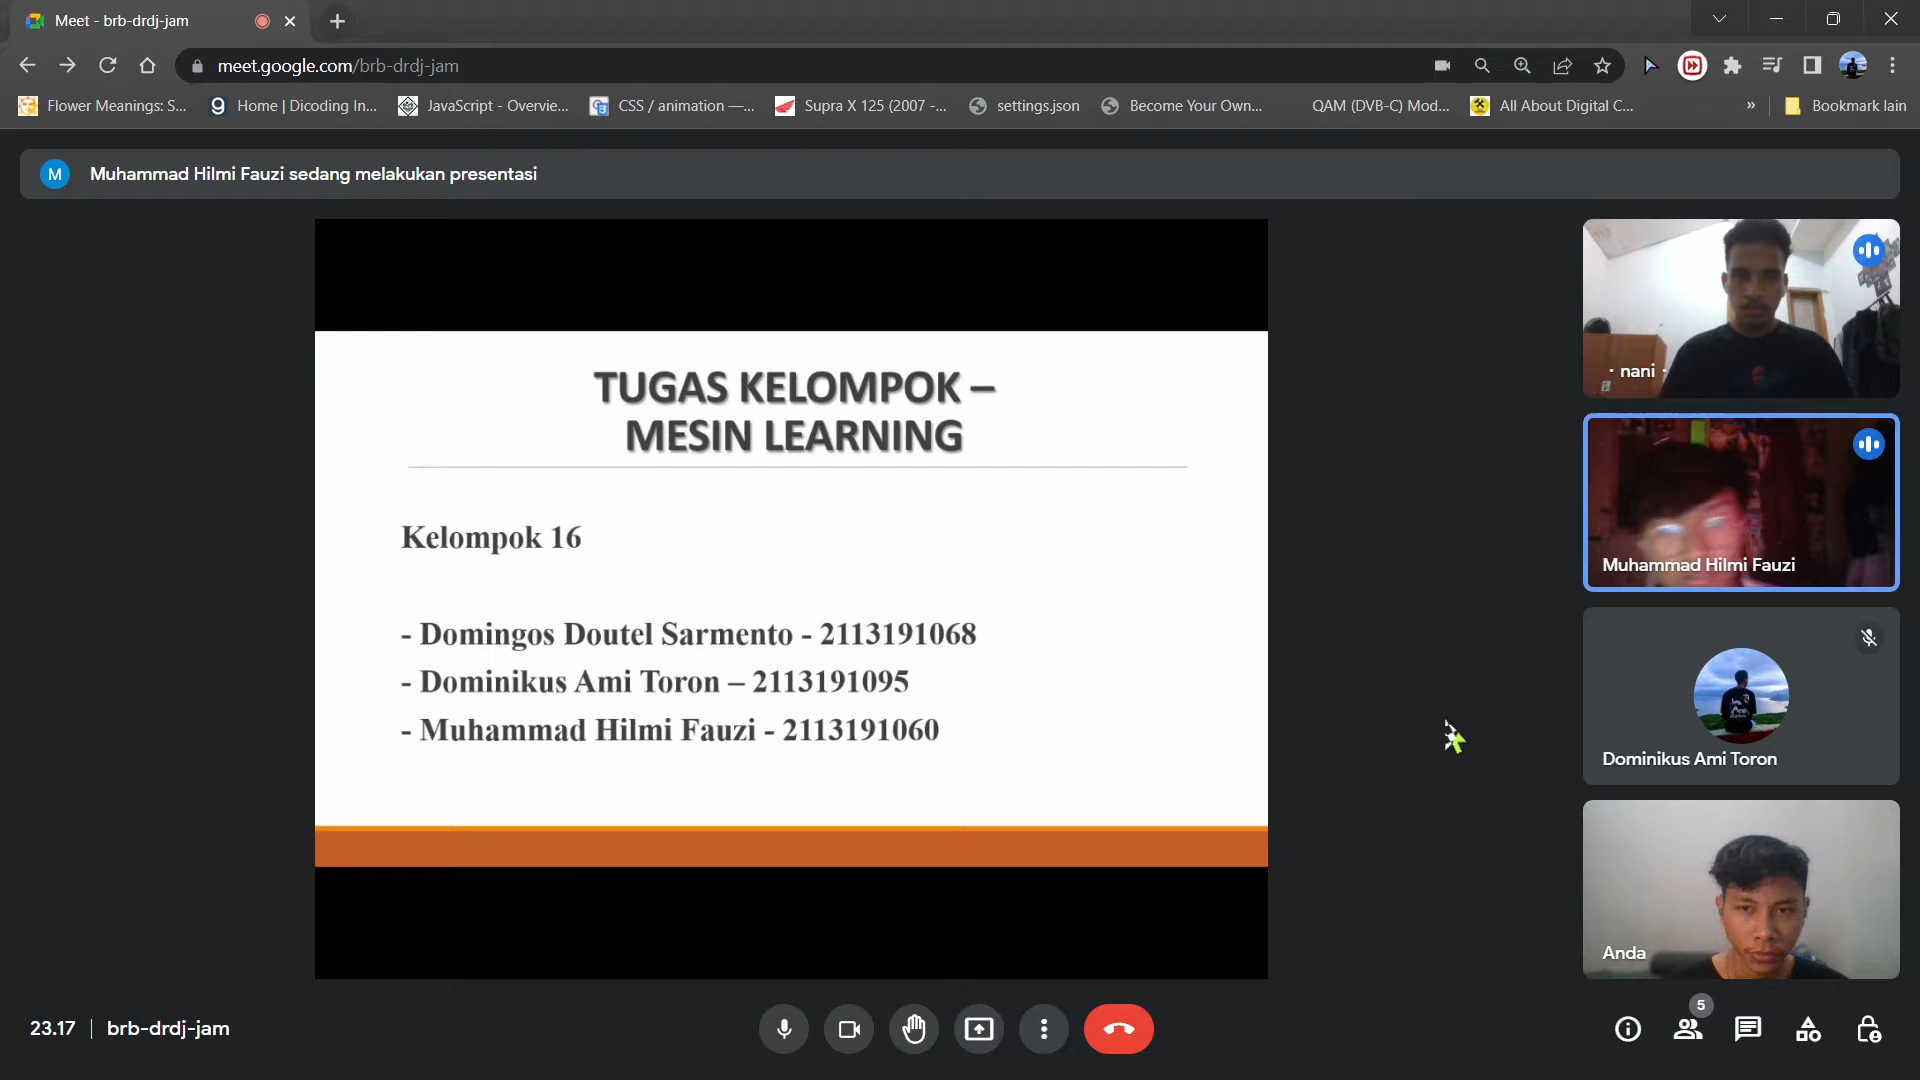 Meet - brb-drdj-jam
meet.google.com/brb-drdj-jam
Flower Meanings: S...
Home | Dicoding In...
JavaScript - Overvie...
CSS / animation —...
Supra X 125 (2007 -...
settings.json
Become Your Own...
QAM (DVB-C) Mod...
All About Digital C...
»
Bookmark lain
M
Muhammad Hilmi Fauzi sedang melakukan presentasi
TUGAS KELOMPOK –
MESIN LEARNING
Kelompok 16
- Domingos Doutel Sarmento - 2113191068
- Dominikus Ami Toron – 2113191095
- Muhammad Hilmi Fauzi - 2113191060
· nani ·
Muhammad Hilmi Fauzi
Dominikus Ami Toron
Anda
23.17 | brb-drdj-jam
5